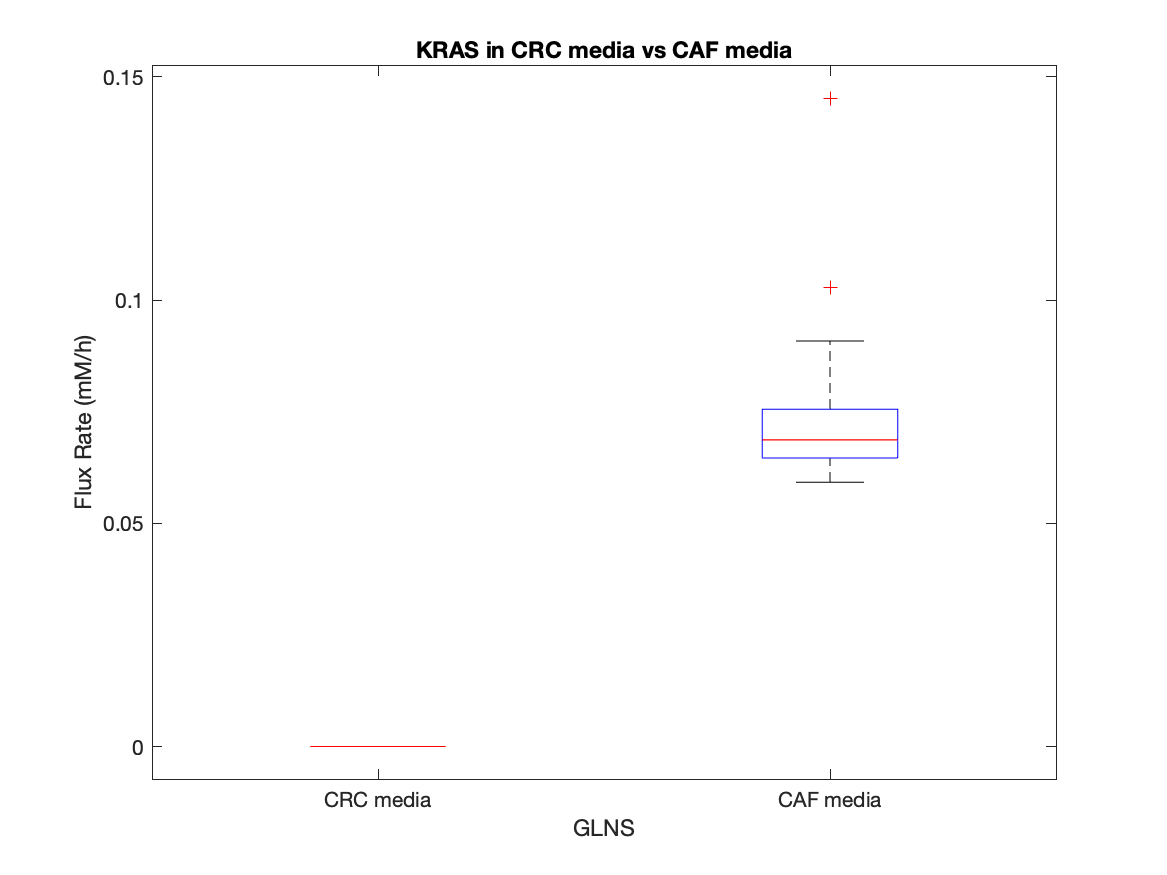 KRAS in CRC media vs CAF media
0.15
0.1
0.05
0
Flux Rate (mM/h)
CRC media
CAF media
GLNS